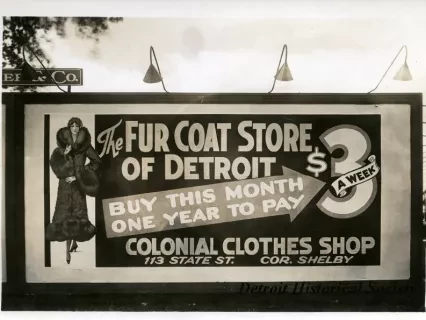 & Co.
The FUR COAT STORE
OF DETROIT
BUY THIS MONTH
ONE YEAR TO PAY
$3
A WEEK
COLONIAL CLOTHES SHOP
113 STATE ST. COR. SHELBY
Detroit Historical Society